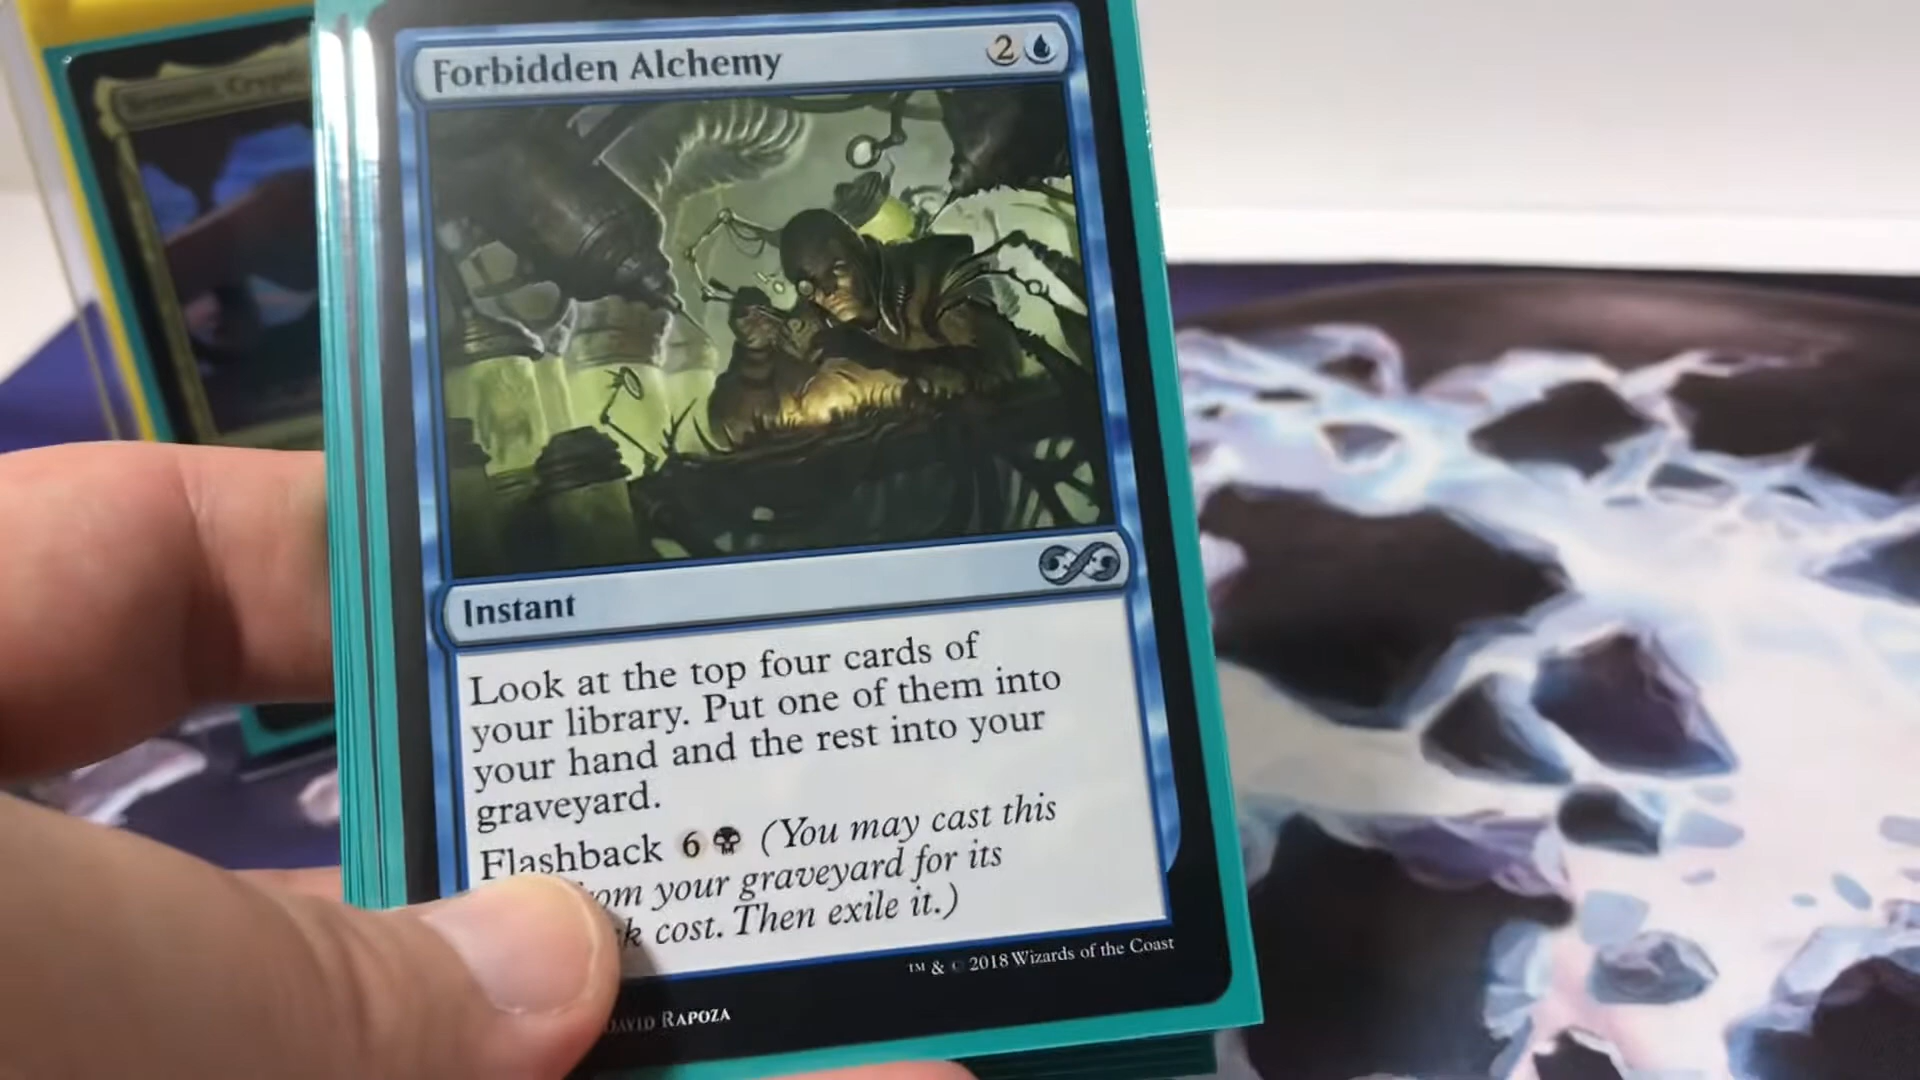 Forbidden Alchemy 2
Instant
Look at the top four cards of
your library. Put one of them into
your hand and the rest into your
graveyard.
Flashback 6 (You may cast this
from your graveyard for its
cost. Then exile it.)
™ & © 2018 Wizards of the Coast
DAVID RAPOZA